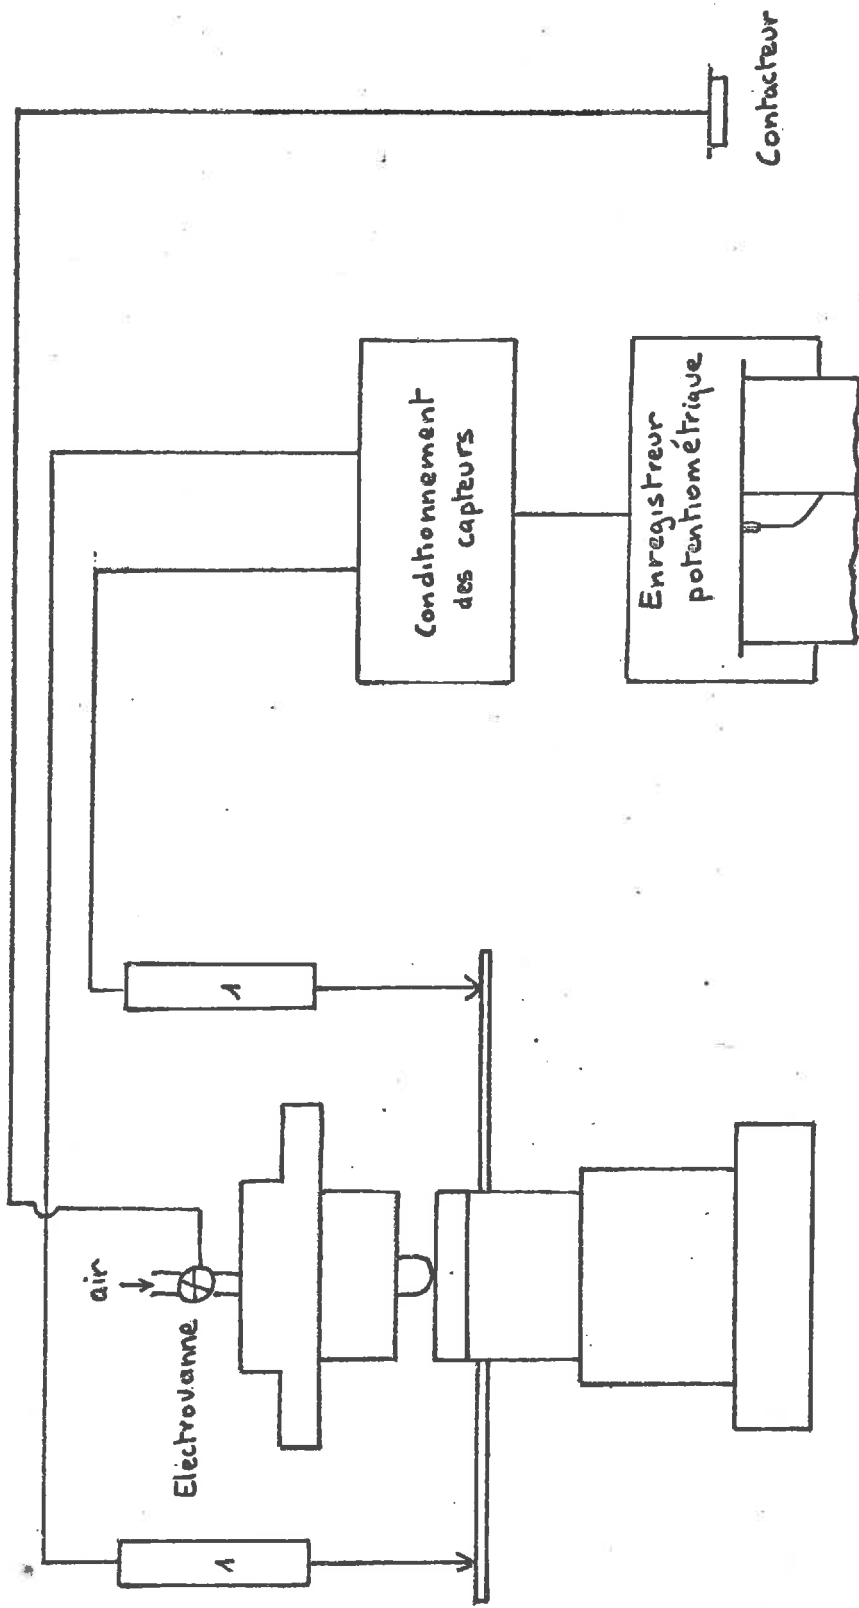 Contacteur
Conditionnement
des capteurs
Enregistreur
potentiométrique
1
air
Electrovanne
1